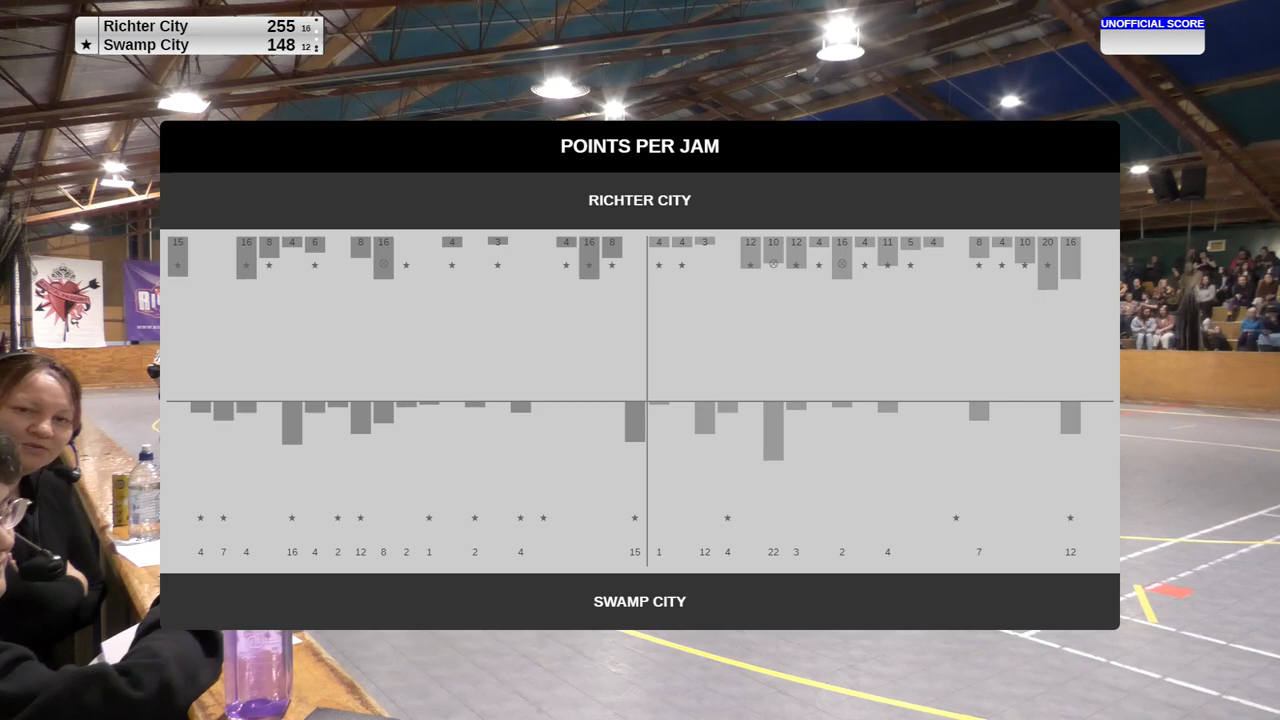 Richter City 255 16
★ Swamp City 148 12
UNOFFICIAL SCORE
POINTS PER JAM
RICHTER CITY
15 16 8 4 6 8 16 4 3 4 16 8 4 4 3 12 10 12 4 16 4 11 5 4 8 4 10 20 16
4 7 4 16 4 2 12 8 2 1 2 4 15 1 12 4 22 3 2 4 7 12
SWAMP CITY